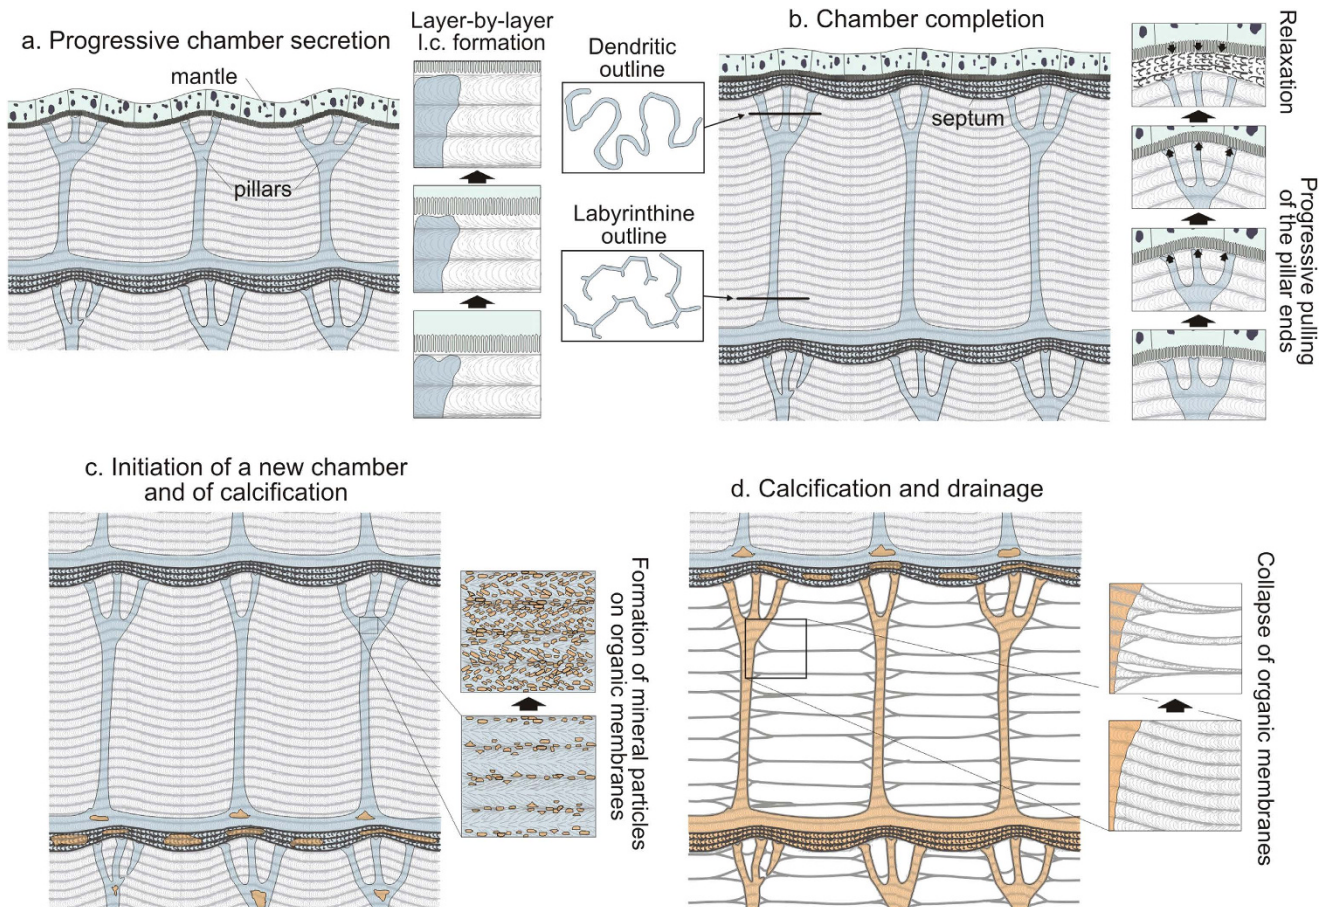 a. Progressive chamber secretion
mantle
pillars
Layer-by-layer
l.c. formation
Dendritic
outline
Labyrinthine
outline
b. Chamber completion
septum
Relaxation
Progressive pulling
of the pillar ends
c. Initiation of a new chamber
and of calcification
Formation of mineral particles
on organic membranes
d. Calcification and drainage
Collapse of organic membranes